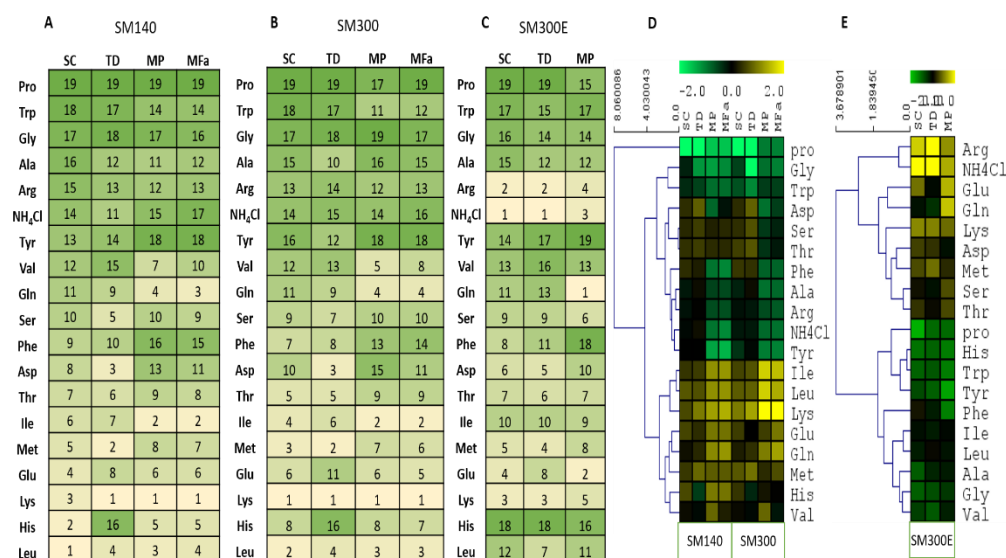 A SM140
SC TD MP MFa
Pro 19 19 19 19
Trp 18 17 14 14
Gly 17 18 17 16
Ala 16 12 11 12
Arg 15 13 12 13
NH4Cl 14 11 15 17
Tyr 13 14 18 18
Val 12 15 7 10
Gln 11 9 4 3
Ser 10 5 10 9
Phe 9 10 16 15
Asp 8 3 13 11
Thr 7 6 9 8
Ile 6 7 2 2
Met 5 2 8 7
Glu 4 8 6 6
Lys 3 1 1 1
His 2 16 5 5
Leu 1 4 3 4
B SM300
SC TD MP MFa
Pro 19 19 17 19
Trp 18 17 11 12
Gly 17 18 19 17
Ala 15 10 16 15
Arg 13 14 12 13
NH4Cl 14 15 14 16
Tyr 16 12 18 18
Val 12 13 5 8
Gln 11 9 4 4
Ser 9 7 10 10
Phe 7 8 13 14
Asp 10 3 15 11
Thr 5 5 9 9
Ile 4 6 2 2
Met 3 2 7 6
Glu 6 11 6 5
Lys 1 1 1 1
His 8 16 8 7
Leu 2 4 3 3
C SM300E
SC TD MP
Pro 19 19 15
Trp 17 15 17
Gly 16 14 14
Ala 15 12 12
Arg 2 2 4
NH4Cl 1 1 3
Tyr 14 17 19
Val 13 16 13
Gln 11 13 1
Ser 9 9 6
Phe 8 11 18
Asp 6 5 10
Thr 7 6 7
Ile 10 10 9
Met 5 4 8
Glu 4 8 2
Lys 3 3 5
His 18 18 16
Leu 12 7 11
D
-2.0 0.0 2.0
8.060086
4.030043
0.0
SC TD MP MFa SC TD MP MFa
pro
Gly
Trp
Asp
Ser
Thr
Phe
Ala
Arg
NH4Cl
Tyr
Ile
Leu
Lys
Glu
Gln
Met
His
Val
SM140 SM300
E
3.678901
1.839450
0.0
SC TD MP
Arg
NH4Cl
Glu
Gln
Lys
Asp
Met
Ser
Thr
pro
His
Trp
Tyr
Phe
Ile
Leu
Ala
Gly
Val
SM300E